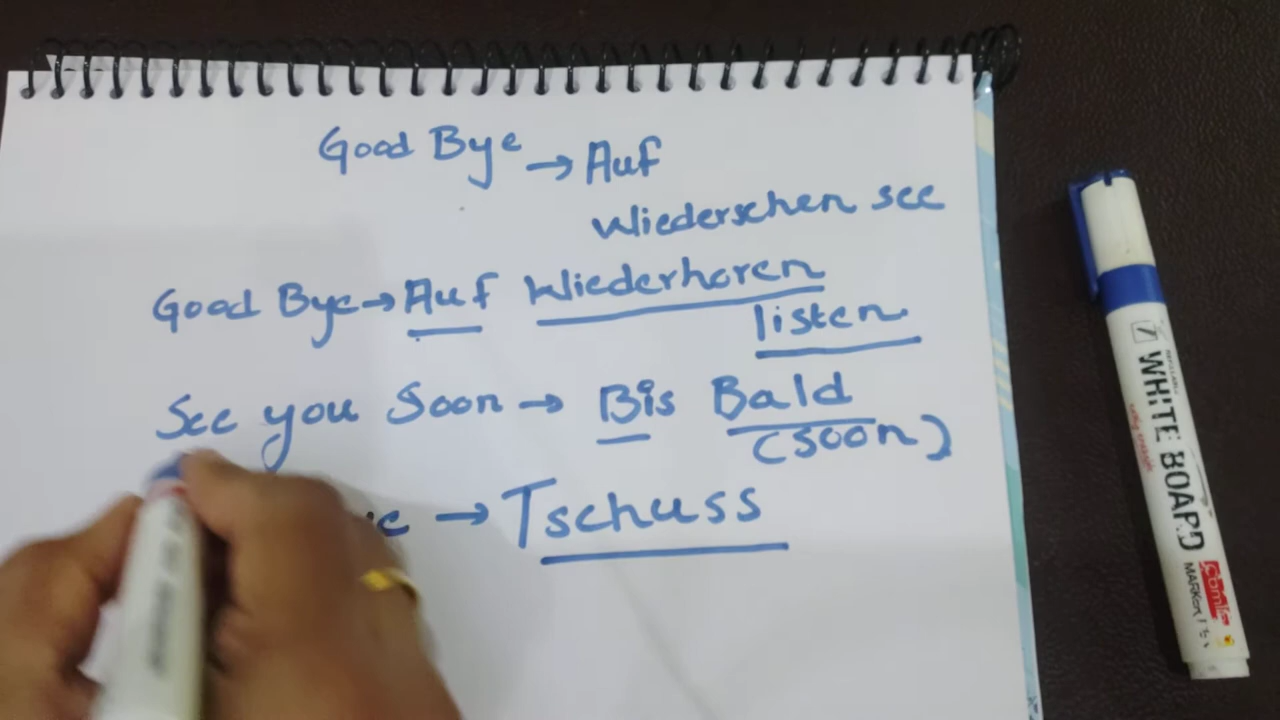 Good Bye → Auf
Wiedersehen see
Good Bye → Auf Wiederhoren
listen
See you Soon → Bis Bald
(soon)
→ Tschuss
WHITE BOARD
MARKER